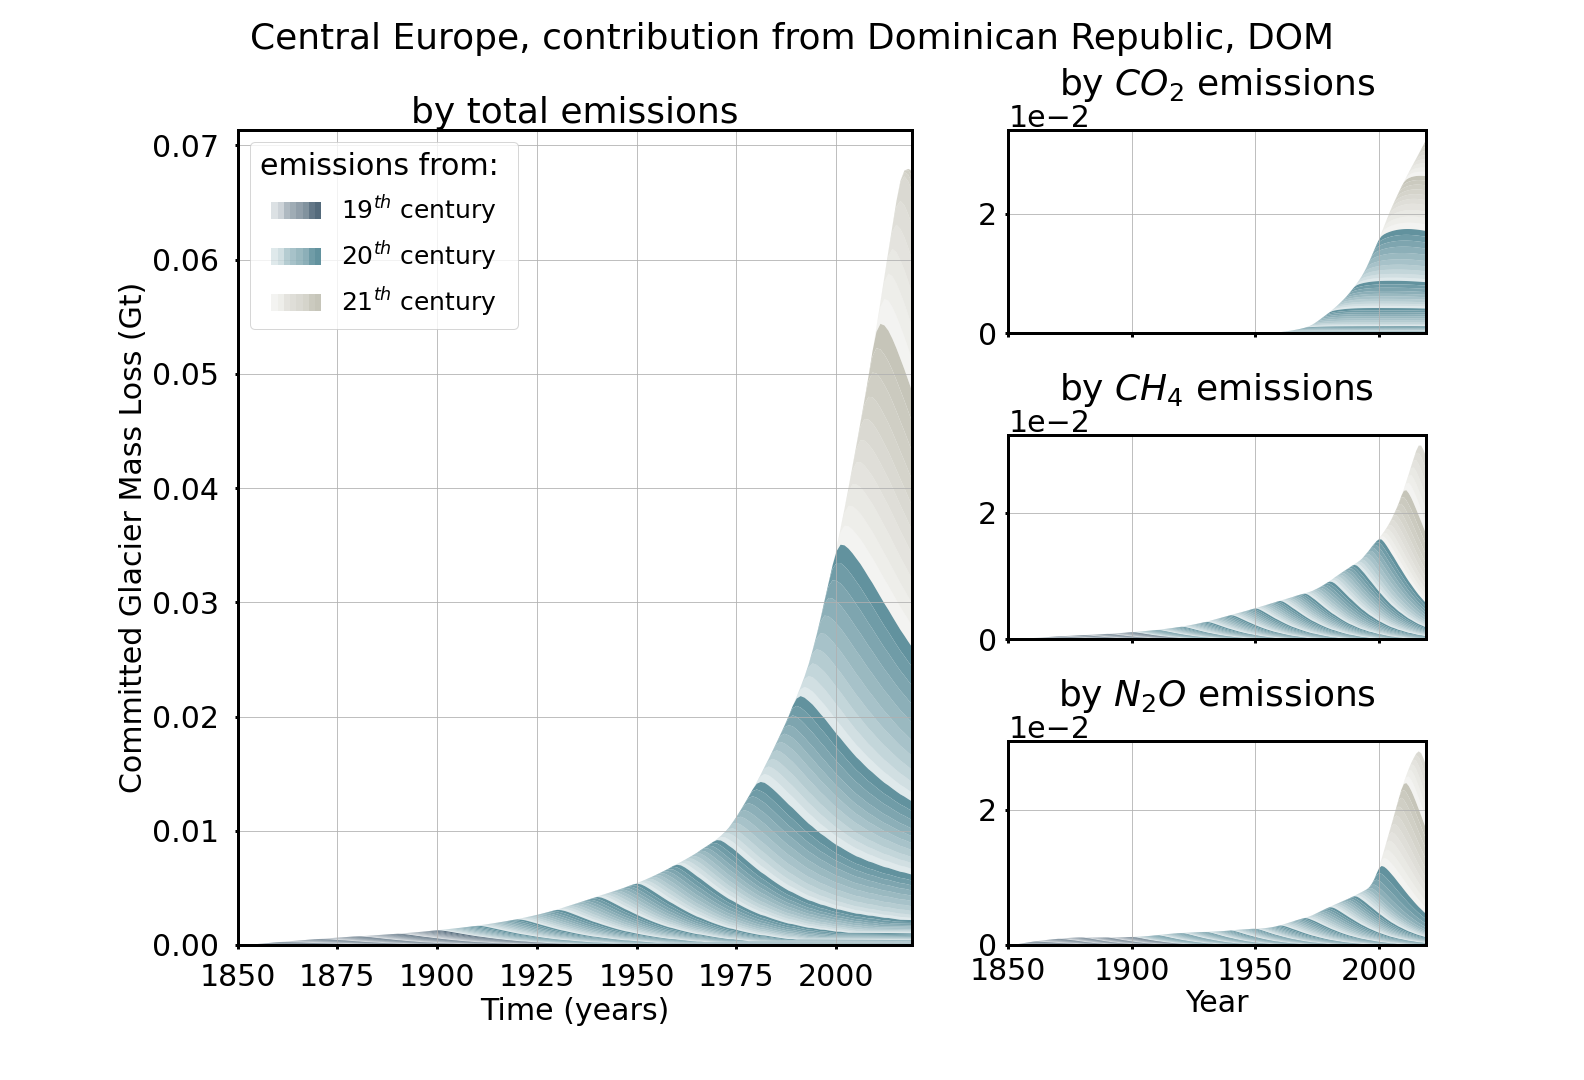 Central Europe, contribution from Dominican Republic, DOM
by total emissions
0.07
0.06
0.05
0.04
0.03
0.02
0.01
0.00
Committed Glacier Mass Loss (Gt)
emissions from:
19th century
20th century
21th century
1850 1875 1900 1925 1950 1975 2000
Time (years)
by CO2 emissions
1e−2
2
0
by CH4 emissions
1e−2
2
0
by N2O emissions
1e−2
2
0
1850 1900 1950 2000
Year